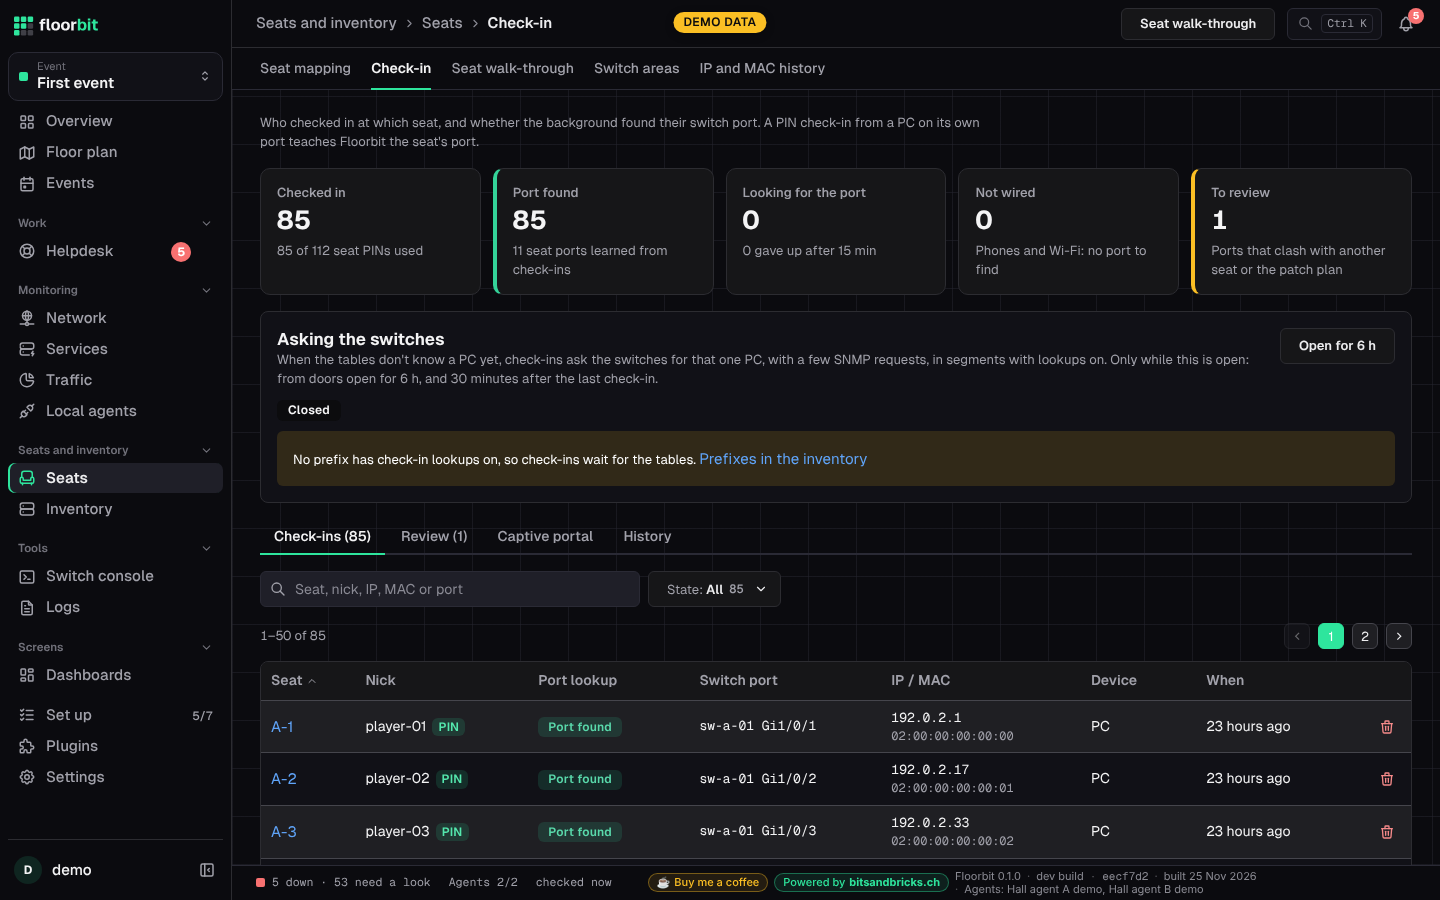 floorbit
Event
First event
Overview
Floor plan
Events
Work
Helpdesk 5
Monitoring
Network
Services
Traffic
Local agents
Seats and inventory
Seats
Inventory
Tools
Switch console
Logs
Screens
Dashboards
Set up 5/7
Plugins
Settings
D demo
Seats and inventory › Seats › Check-in
DEMO DATA
Seat walk-through
Ctrl K
5
Seat mapping Check-in Seat walk-through Switch areas IP and MAC history
Who checked in at which seat, and whether the background found their switch port. A PIN check-in from a PC on its own
port teaches Floorbit the seat's port.
Checked in
85
85 of 112 seat PINs used
Port found
85
11 seat ports learned from
check-ins
Looking for the port
0
0 gave up after 15 min
Not wired
0
Phones and Wi-Fi: no port to
find
To review
1
Ports that clash with another
seat or the patch plan
Asking the switches
When the tables don't know a PC yet, check-ins ask the switches for that one PC, with a few SNMP requests, in segments with lookups on. Only while this is open:
from doors open for 6 h, and 30 minutes after the last check-in.
Open for 6 h
Closed
No prefix has check-in lookups on, so check-ins wait for the tables. Prefixes in the inventory
Check-ins (85) Review (1) Captive portal History
Seat, nick, IP, MAC or port
State: All 85
1–50 of 85
1 2
Seat Nick Port lookup Switch port IP / MAC Device When
A-1 player-01 PIN Port found sw-a-01 Gi1/0/1 192.0.2.1 PC 23 hours ago
02:00:00:00:00:00
A-2 player-02 PIN Port found sw-a-01 Gi1/0/2 192.0.2.17 PC 23 hours ago
02:00:00:00:00:01
A-3 player-03 PIN Port found sw-a-01 Gi1/0/3 192.0.2.33 PC 23 hours ago
02:00:00:00:00:02
5 down · 53 need a look Agents 2/2 checked now
Buy me a coffee
Powered by bitsandbricks.ch
Floorbit 0.1.0 · dev build · eecf7d2 · built 25 Nov 2026
· Agents: Hall agent A demo, Hall agent B demo